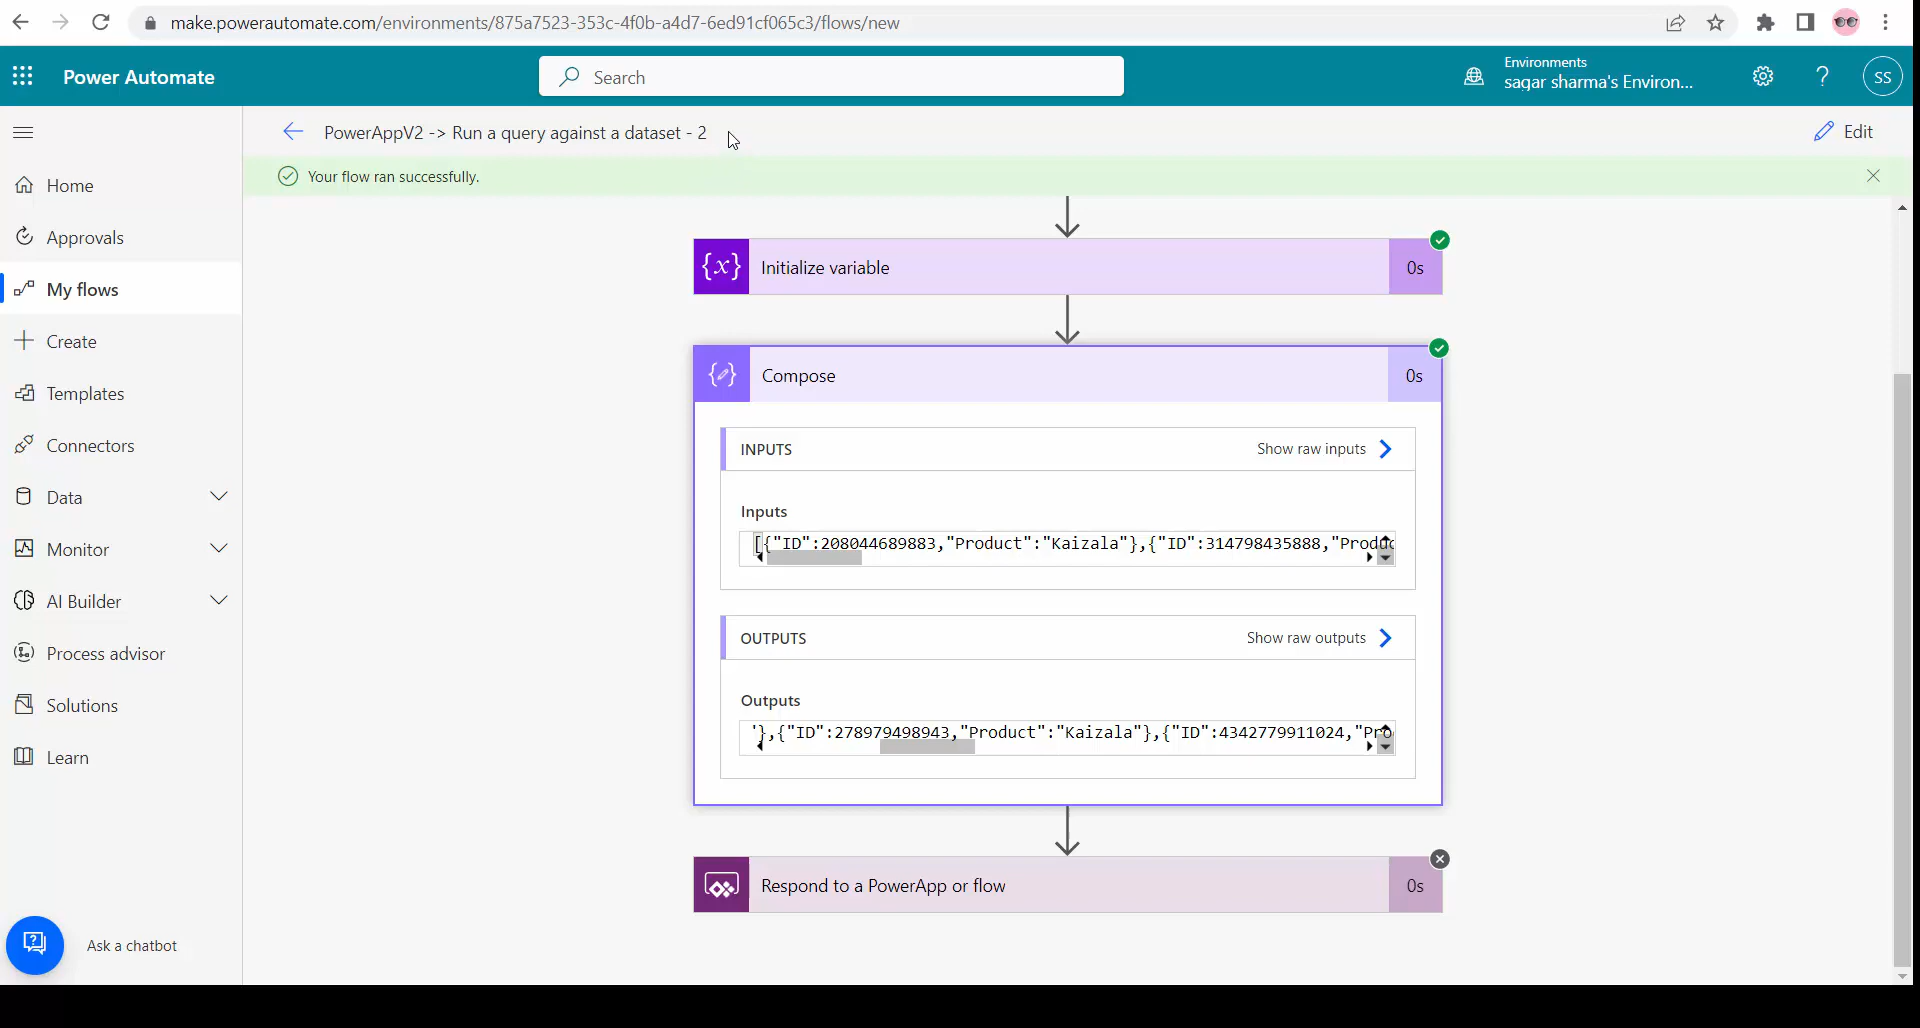 make.powerautomate.com/environments/875a7523-353c-4f0b-a4d7-6ed91cf065c3/flows/new
Power Automate
Search
Environments
sagar sharma's Environ...
SS
PowerAppV2 -> Run a query against a dataset - 2
Edit
Your flow ran successfully.
Home
Approvals
My flows
Create
Templates
Connectors
Data
Monitor
AI Builder
Process advisor
Solutions
Learn
Ask a chatbot
{x} Initialize variable 0s
Compose 0s
INPUTS Show raw inputs
Inputs
[{"ID":208044689883,"Product":"Kaizala"},{"ID":314798435888,"Produc
OUTPUTS Show raw outputs
Outputs
'},{"ID":278979498943,"Product":"Kaizala"},{"ID":4342779911024,"Pro
Respond to a PowerApp or flow 0s